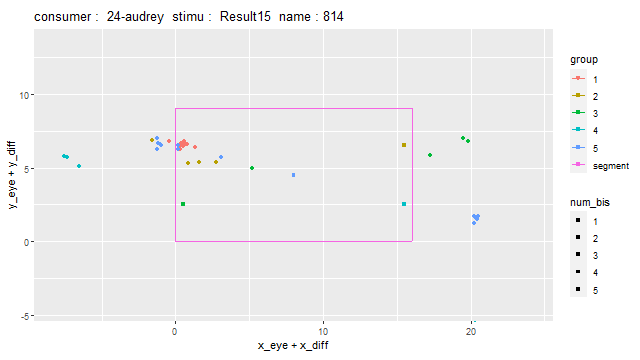 consumer : 24-audrey stimu : Result15 name : 814
group
1
2
3
4
5
segment
num_bis
1
2
3
4
5
y_eye + y_diff
10
5
0
-5
0
10
20
x_eye + x_diff